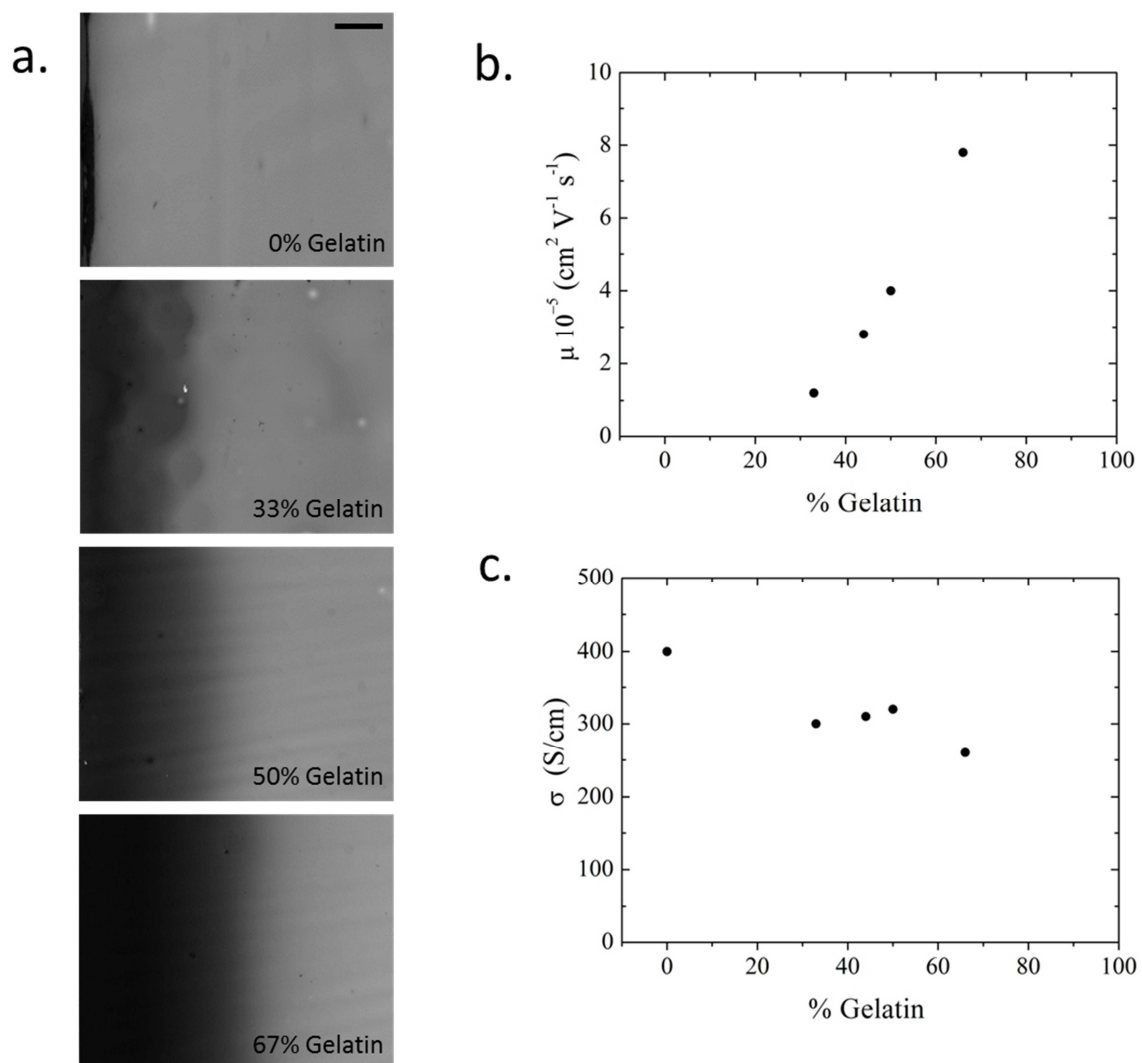 a.
0% Gelatin
33% Gelatin
50% Gelatin
67% Gelatin
b.
10
8
6
4
2
0
μ 10⁻⁵ (cm² V⁻¹ s⁻¹)
0 20 40 60 80 100
% Gelatin
c.
500
400
300
200
100
0
σ (S/cm)
0 20 40 60 80 100
% Gelatin